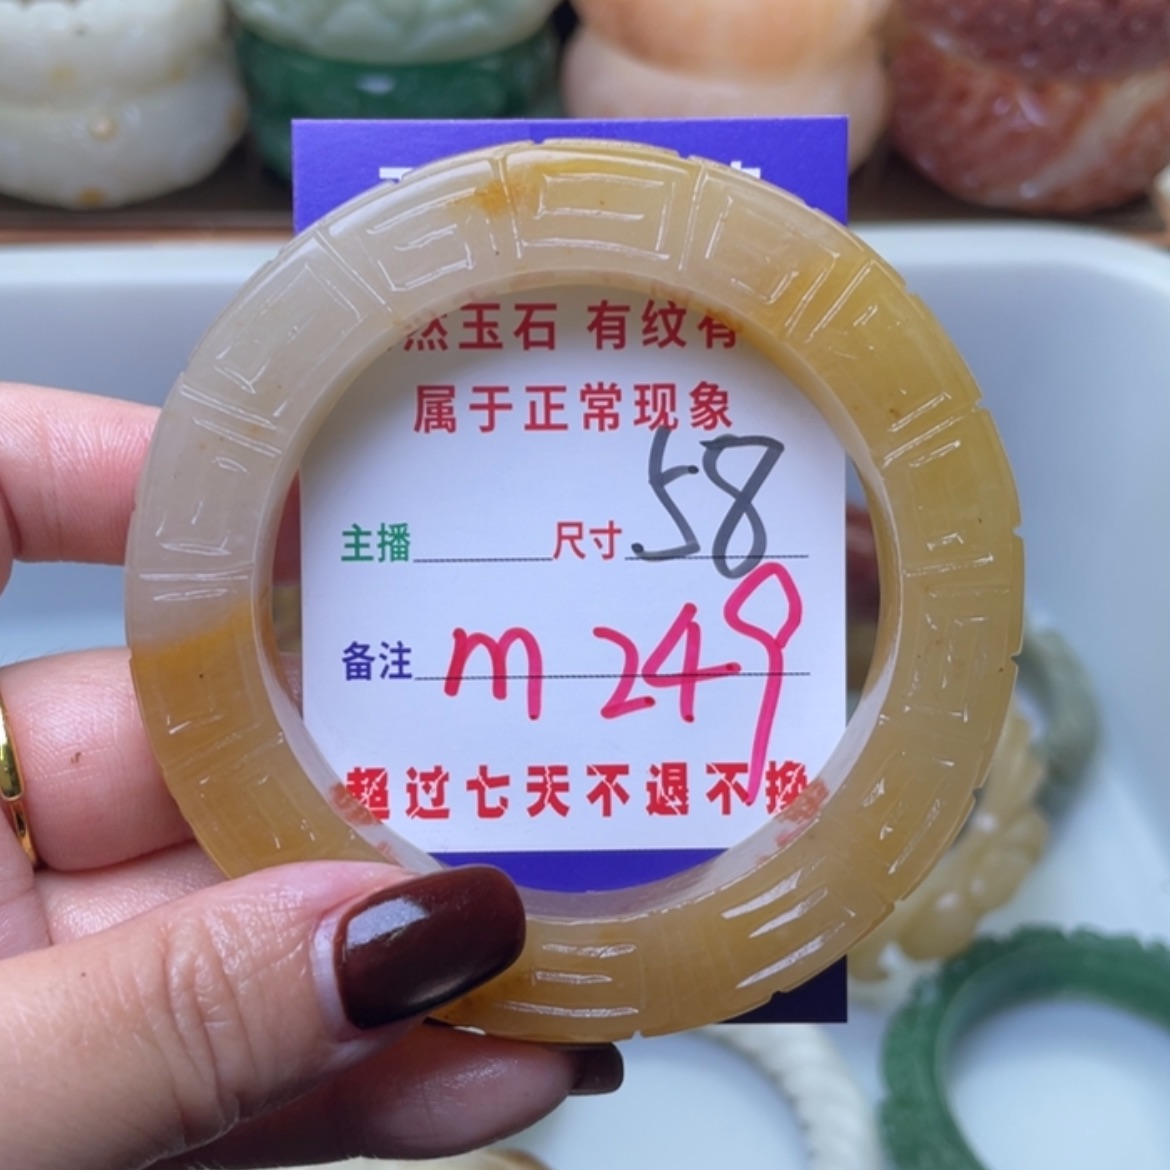 然玉石 有纹有
属于正常现象
主播 尺寸 58
备注 m 249
超过七天不退不换